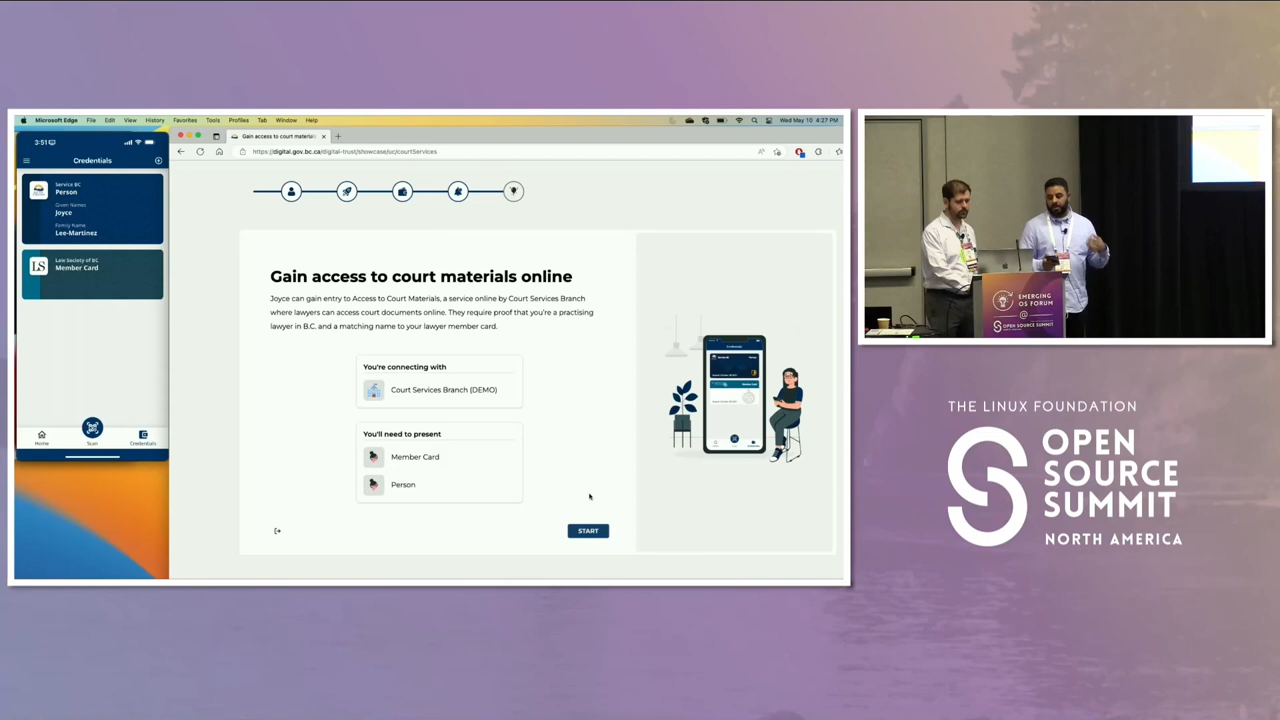 Microsoft Edge File Edit View History Favorites Tools Profiles Tab Window Help
Wed May 10 4:27 PM
Gain access to court materials
https://digital.gov.bc.ca/digital-trust/showcase/uc/courtServices
3:51
Credentials
Service BC
Person
Given Names
Joyce
Family Name
Lee-Martinez
LS
Law Society of BC
Member Card
Home
Scan
Credentials
Gain access to court materials online
Joyce can gain entry to Access to Court Materials, a service online by Court Services Branch
where lawyers can access court documents online. They require proof that you're a practising
lawyer in B.C. and a matching name to your lawyer member card.
You're connecting with
Court Services Branch (DEMO)
You'll need to present
Member Card
Person
START
EMERGING
OS FORUM
@
OPEN SOURCE SUMMIT
THE LINUX FOUNDATION
OPEN
SOURCE
SUMMIT
NORTH AMERICA